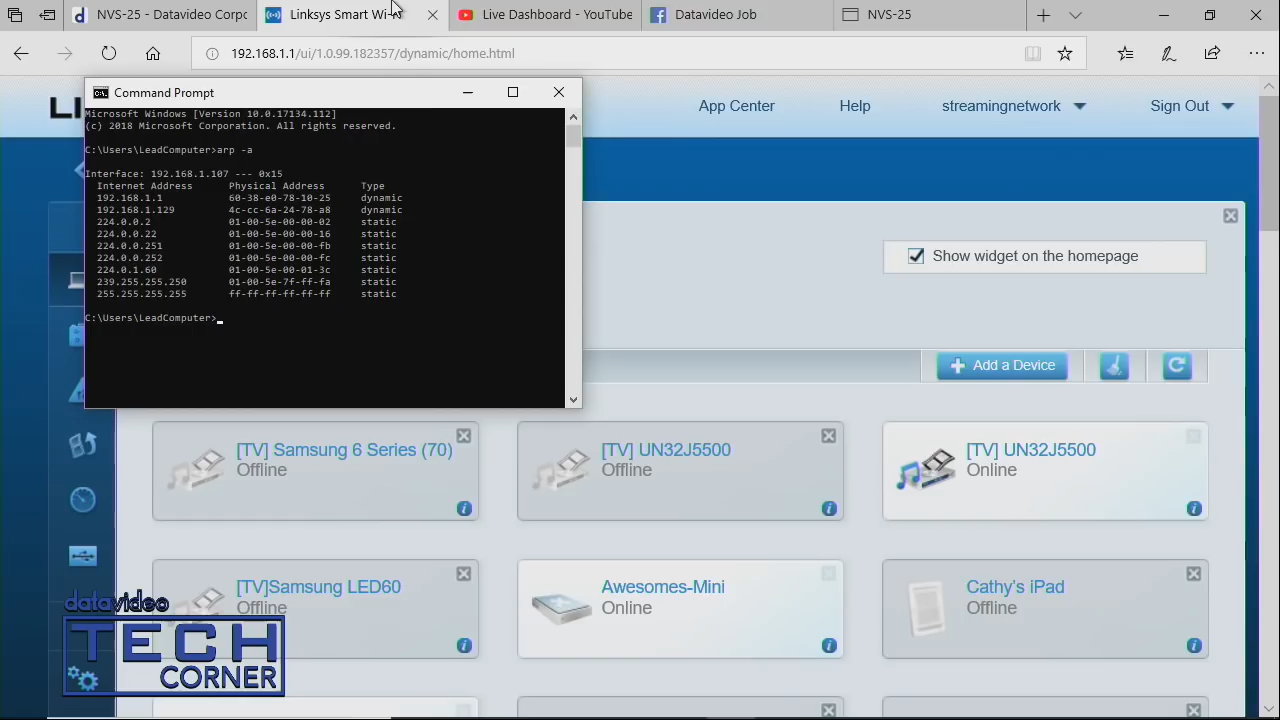 NVS-25 - Datavideo Corpc
Linksys Smart Wi-
Live Dashboard - YouTube
Datavideo Job
NVS-25
192.168.1.1/ui/1.0.99.182357/dynamic/home.html
LI
App Center
Help
streamingnetwork
Sign Out
Command Prompt
Microsoft Windows [Version 10.0.17134.112]
(c) 2018 Microsoft Corporation. All rights reserved.
C:\Users\LeadComputer>arp -a
Interface: 192.168.1.107 --- 0x15
Internet Address Physical Address Type
192.168.1.1 60-38-e0-78-10-25 dynamic
192.168.1.129 4c-cc-6a-24-78-a8 dynamic
224.0.0.2 01-00-5e-00-00-02 static
224.0.0.22 01-00-5e-00-00-16 static
224.0.0.251 01-00-5e-00-00-fb static
224.0.0.252 01-00-5e-00-00-fc static
224.0.1.60 01-00-5e-00-01-3c static
239.255.255.250 01-00-5e-7f-ff-fa static
255.255.255.255 ff-ff-ff-ff-ff-ff static
C:\Users\LeadComputer>
Show widget on the homepage
Add a Device
[TV] Samsung 6 Series (70)
Offline
[TV] UN32J5500
Offline
[TV] UN32J5500
Online
[TV]Samsung LED60
Offline
Awesomes-Mini
Online
Cathy's iPad
Offline
datavideo
TECH
CORNER